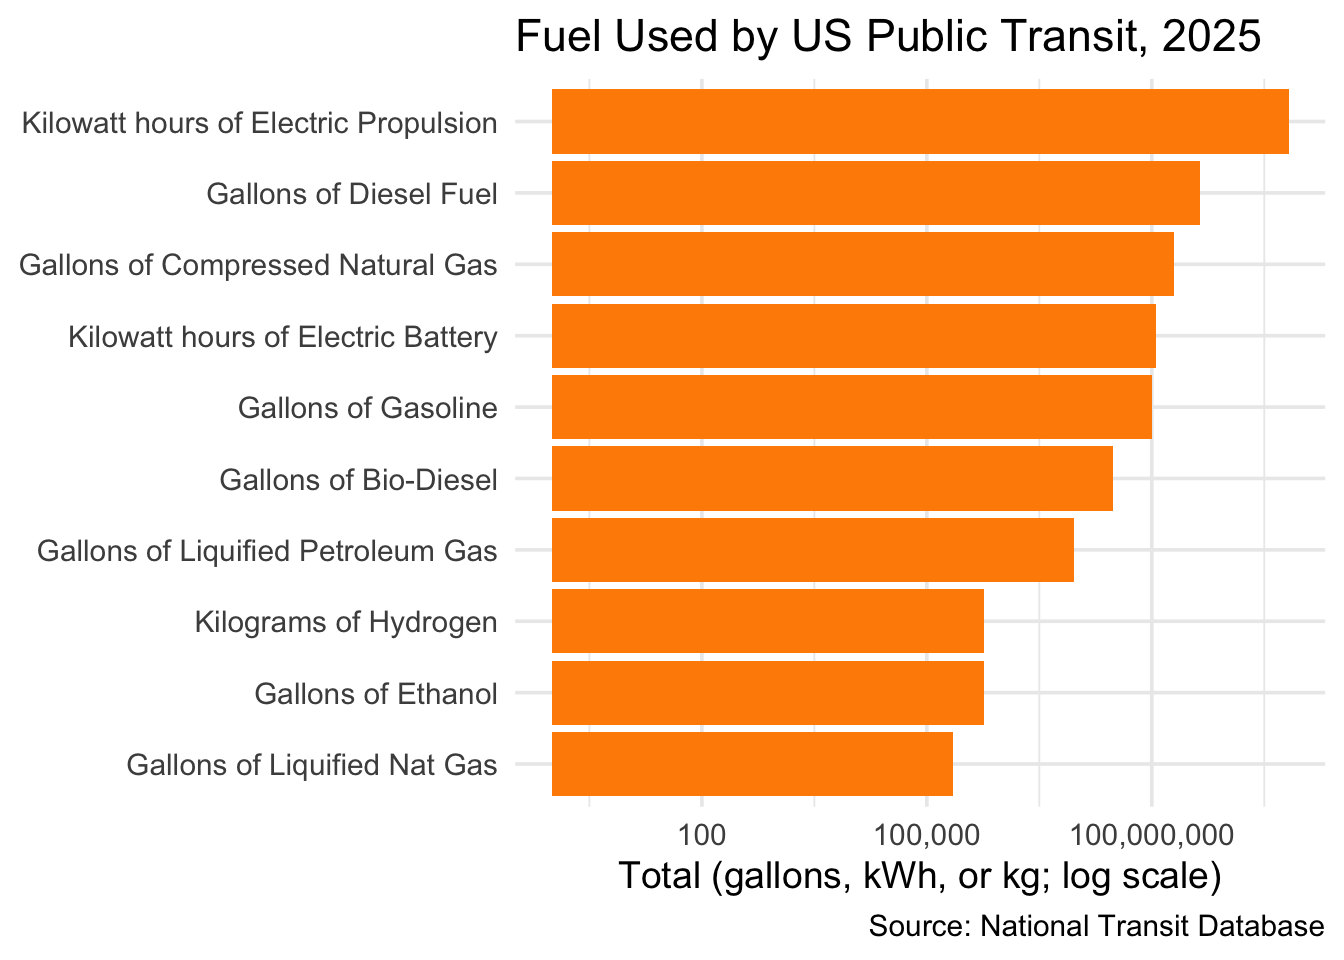 Fuel Used by US Public Transit, 2025
Kilowatt hours of Electric Propulsion
Gallons of Diesel Fuel
Gallons of Compressed Natural Gas
Kilowatt hours of Electric Battery
Gallons of Gasoline
Gallons of Bio-Diesel
Gallons of Liquified Petroleum Gas
Kilograms of Hydrogen
Gallons of Ethanol
Gallons of Liquified Nat Gas
100 100,000 100,000,000
Total (gallons, kWh, or kg; log scale)
Source: National Transit Database